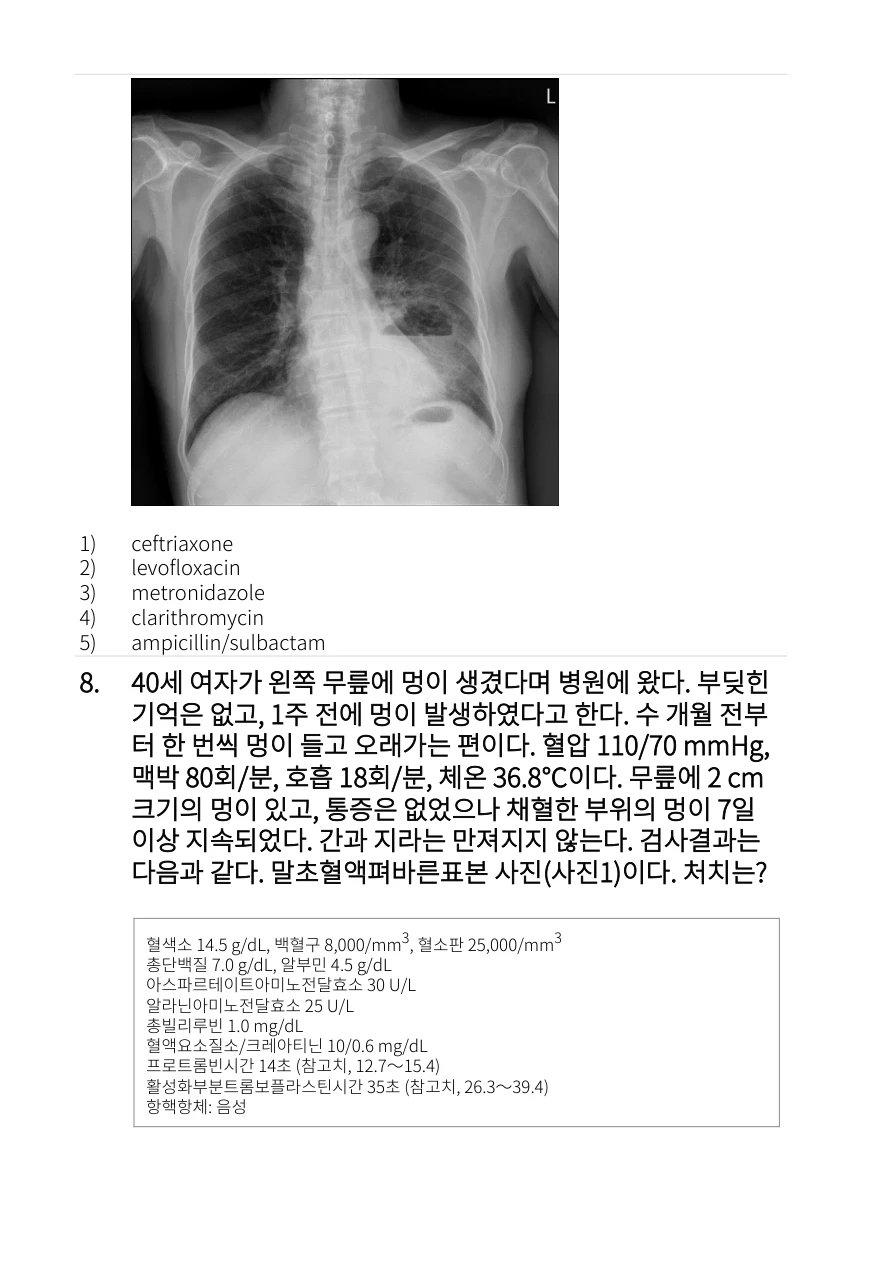 L
1) ceftriaxone
2) levofloxacin
3) metronidazole
4) clarithromycin
5) ampicillin/sulbactam
8. 40세 여자가 왼쪽 무릎에 멍이 생겼다며 병원에 왔다. 부딪힌
기억은 없고, 1주 전에 멍이 발생하였다고 한다. 수 개월 전부
터 한 번씩 멍이 들고 오래가는 편이다. 혈압 110/70 mmHg,
맥박 80회/분, 호흡 18회/분, 체온 36.8℃이다. 무릎에 2 cm
크기의 멍이 있고, 통증은 없었으나 채혈한 부위의 멍이 7일
이상 지속되었다. 간과 지라는 만져지지 않는다. 검사결과는
다음과 같다. 말초혈액펴바른표본 사진(사진1)이다. 처치는?
혈색소 14.5 g/dL, 백혈구 8,000/mm³, 혈소판 25,000/mm³
총단백질 7.0 g/dL, 알부민 4.5 g/dL
아스파르테이트아미노전달효소 30 U/L
알라닌아미노전달효소 25 U/L
총빌리루빈 1.0 mg/dL
혈액요소질소/크레아티닌 10/0.6 mg/dL
프로트롬빈시간 14초 (참고치, 12.7～15.4)
활성화부분트롬보플라스틴시간 35초 (참고치, 26.3～39.4)
항핵항체: 음성